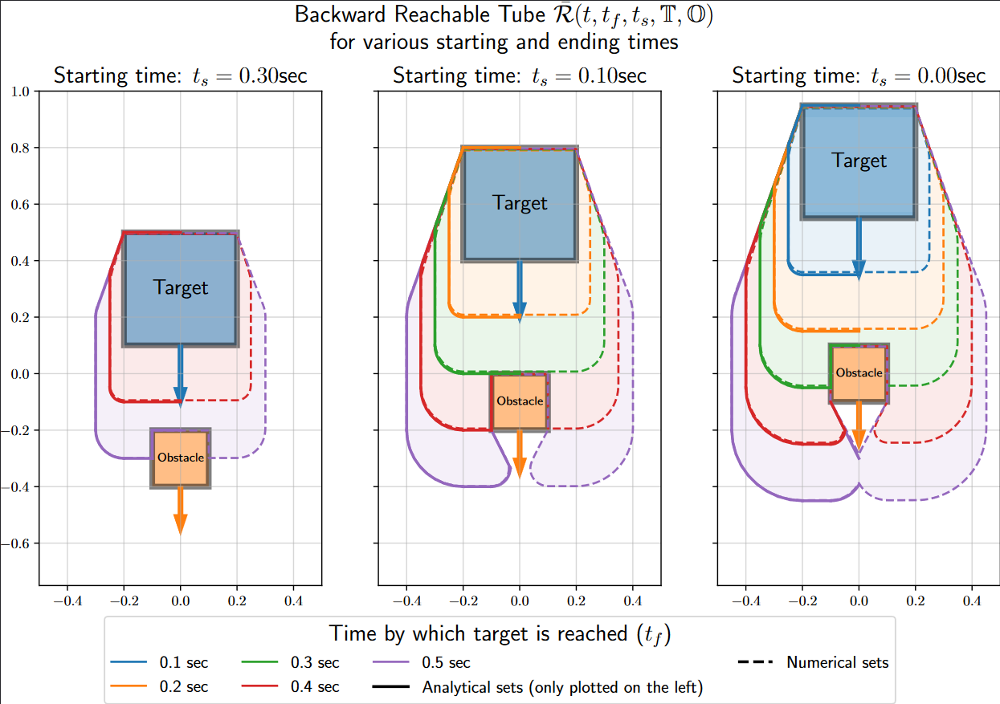 Backward Reachable Tube 𝓡̄(t, t_f, t_s, 𝕋, 𝕆)
for various starting and ending times
Starting time: t_s = 0.30sec
Starting time: t_s = 0.10sec
Starting time: t_s = 0.00sec
1.0
0.8
0.6
0.4
0.2
0.0
−0.2
−0.4
−0.6
Target
Obstacle
−0.4 −0.2 0.0 0.2 0.4
Target
Obstacle
−0.4 −0.2 0.0 0.2 0.4
Target
Obstacle
−0.4 −0.2 0.0 0.2 0.4
Time by which target is reached (t_f)
0.1 sec 0.3 sec 0.5 sec Numerical sets
0.2 sec 0.4 sec Analytical sets (only plotted on the left)